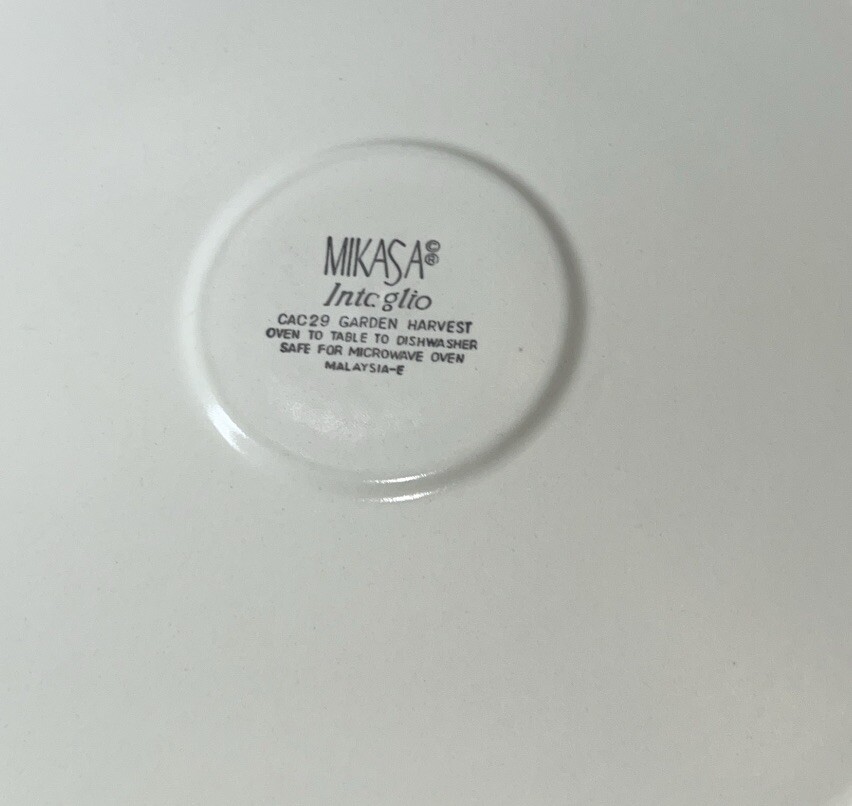 MIKASA©®
Intaglio
CAC29 GARDEN HARVEST
OVEN TO TABLE TO DISHWASHER
SAFE FOR MICROWAVE OVEN
MALAYSIA-E